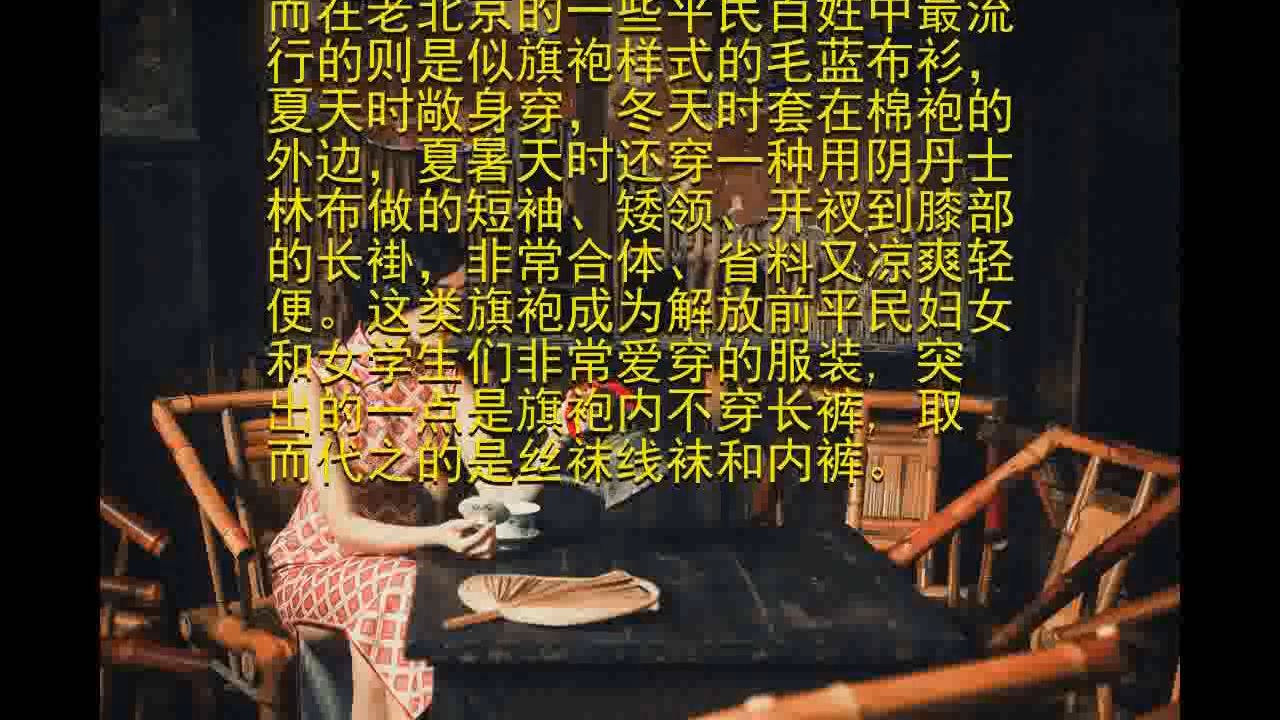 而在老北京的一些平民百姓中最流
行的则是似旗袍样式的毛蓝布衫，
夏天时敞身穿，冬天时套在棉袍的
外边，夏暑天时还穿一种用阴丹士
林布做的短袖、矮领、开衩到膝部
的长褂，非常合体、省料又凉爽轻
便。这类旗袍成为解放前平民妇女
和女学生们非常爱穿的服装，突
出的一点是旗袍内不穿长裤，取
而代之的是丝袜线袜和内裤。